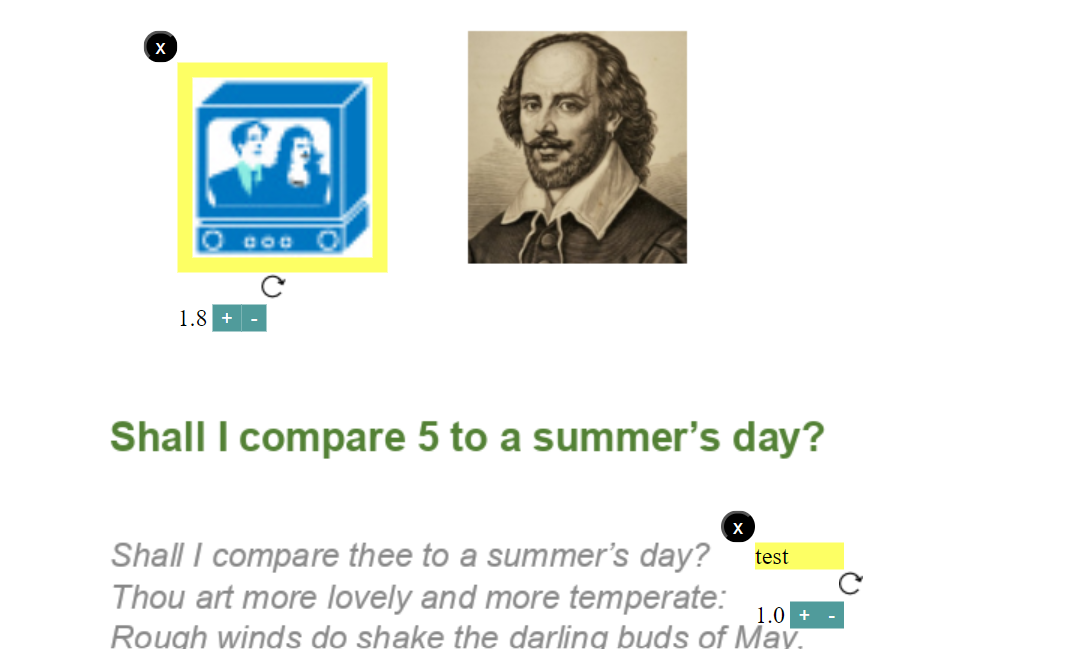 x
1.8 + -
Shall I compare 5 to a summer’s day?
x
Shall I compare thee to a summer’s day?
test
Thou art more lovely and more temperate:
1.0 + -
Rough winds do shake the darling buds of May,